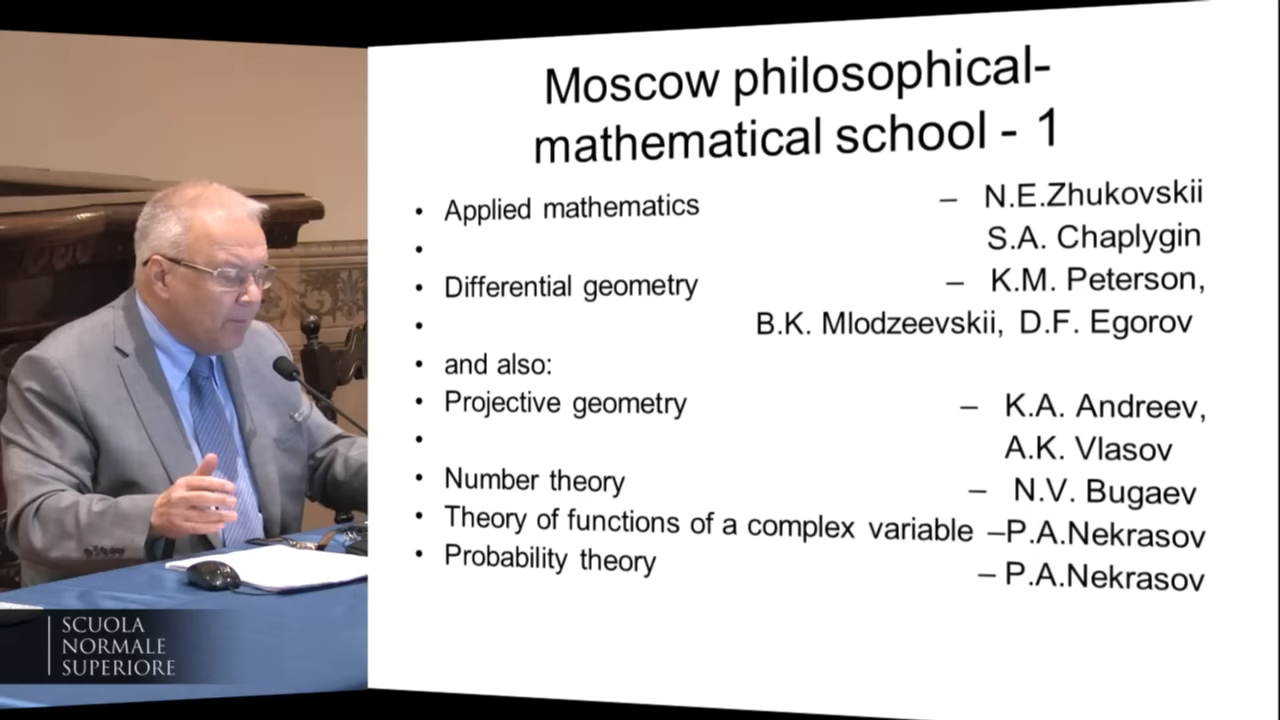 Moscow philosophical-
mathematical school - 1
• Applied mathematics – N.E.Zhukovskii
• S.A. Chaplygin
• Differential geometry – K.M. Peterson,
• B.K. Mlodzeevskii, D.F. Egorov
• and also:
• Projective geometry – K.A. Andreev,
• A.K. Vlasov
• Number theory – N.V. Bugaev
• Theory of functions of a complex variable –P.A.Nekrasov
• Probability theory – P.A.Nekrasov
SCUOLA
NORMALE
SUPERIORE